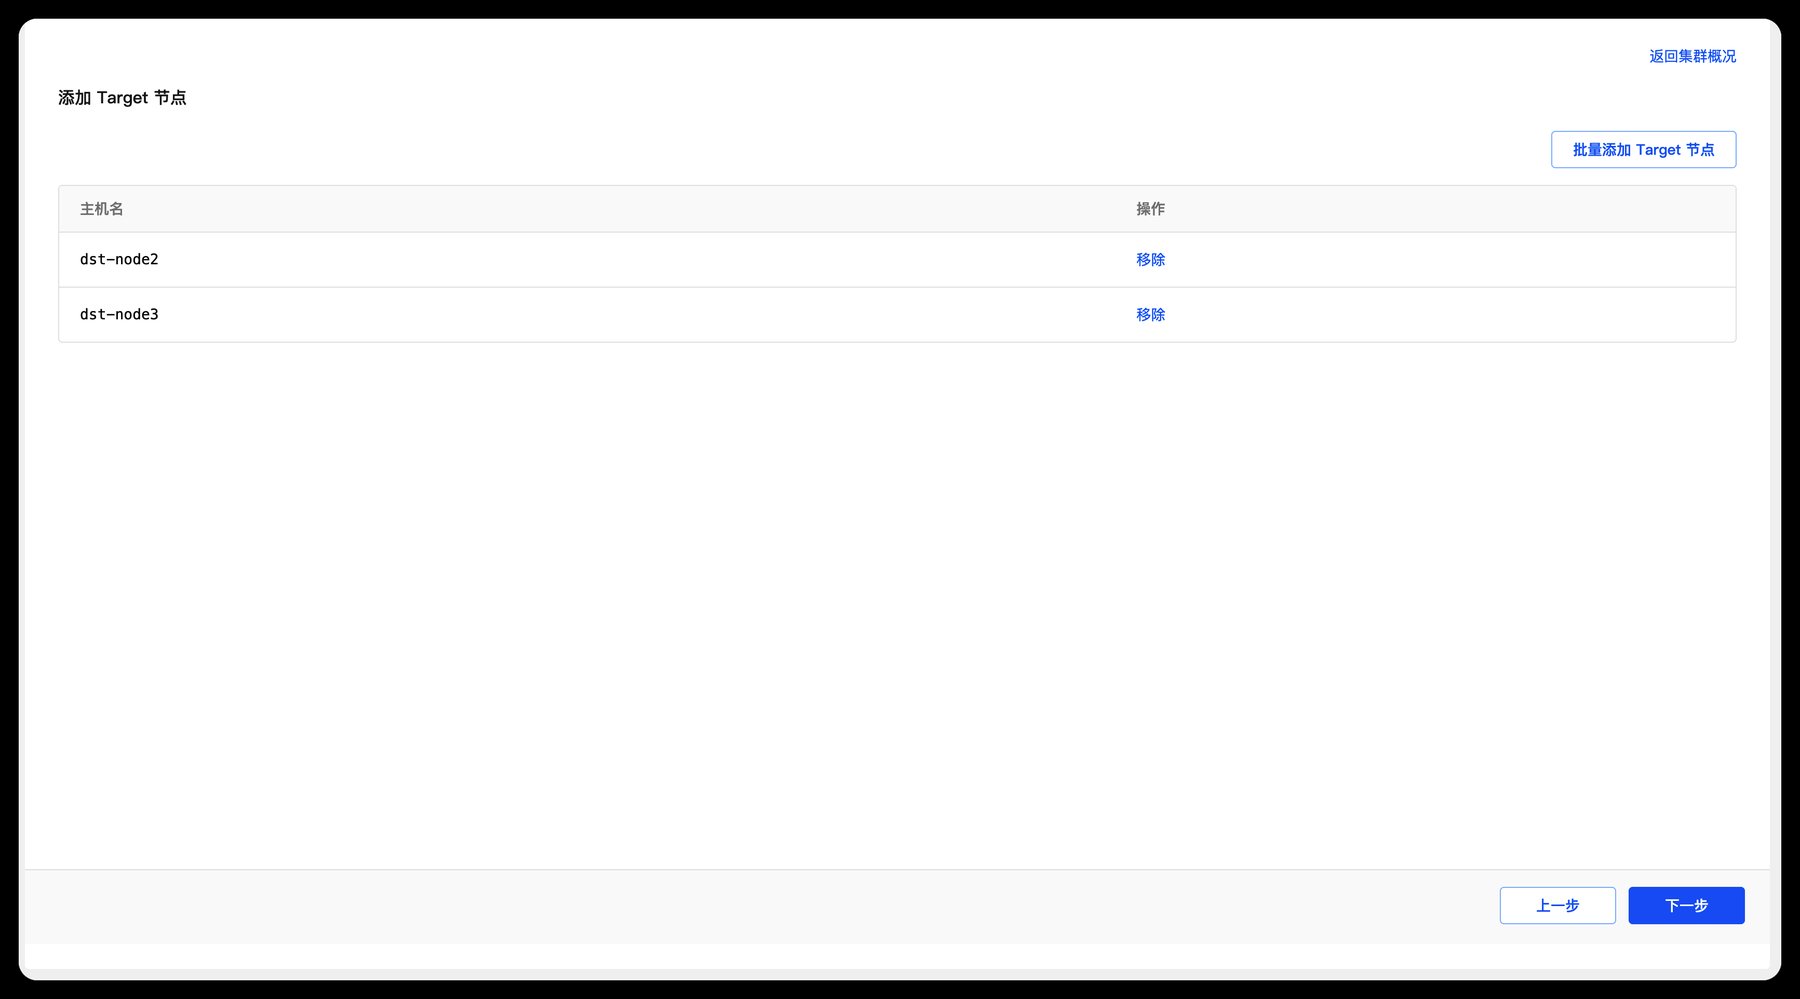 返回集群概况
添加 Target 节点
批量添加 Target 节点
主机名 操作
dst-node2 移除
dst-node3 移除
上一步 下一步